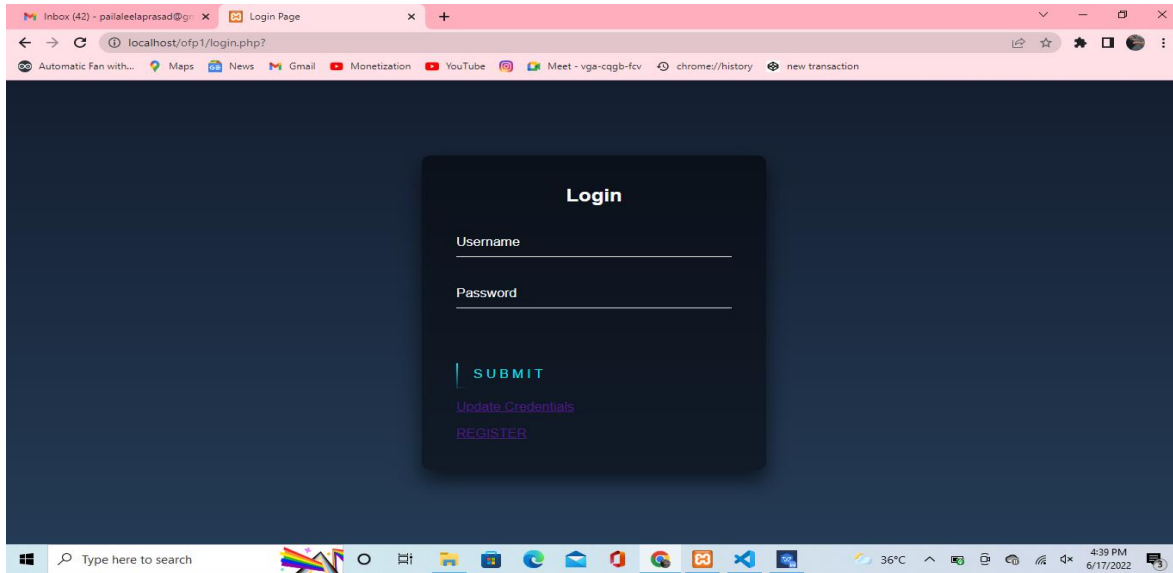 Inbox (42) - pailaleelaprasad@gr
Login Page
localhost/ofp1/login.php?
Automatic Fan with... Maps News Gmail Monetization YouTube Meet - vga-cqgb-fcv chrome://history new transaction
Login
Username
Password
SUBMIT
Update Credentials
REGISTER
Type here to search
36°C
4:39 PM
6/17/2022
3